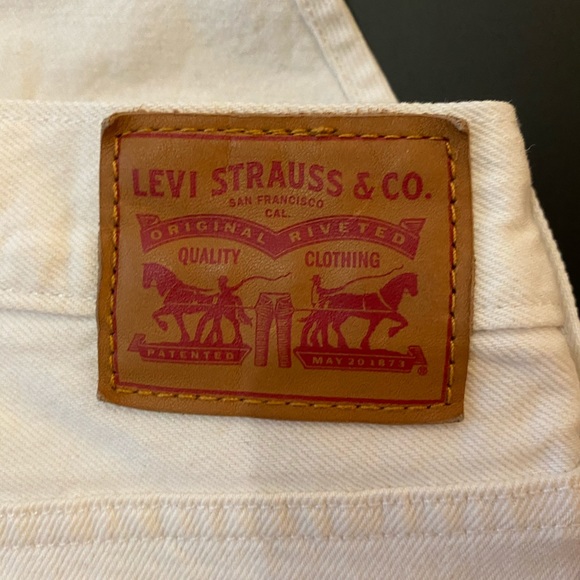 LEVI STRAUSS & CO.
SAN FRANCISCO
CAL.
ORIGINAL RIVETED
QUALITY CLOTHING
PATENTED MAY 20 1873
®